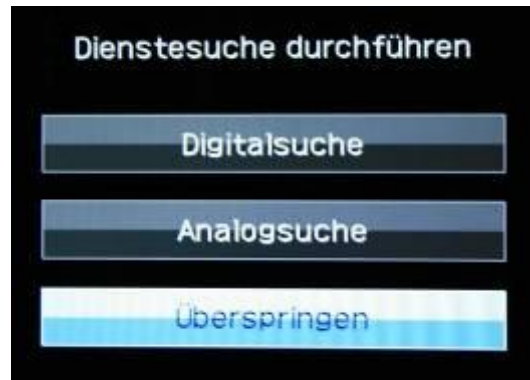 Dienstesuche durchführen
Digitalsuche
Analogsuche
Überspringen